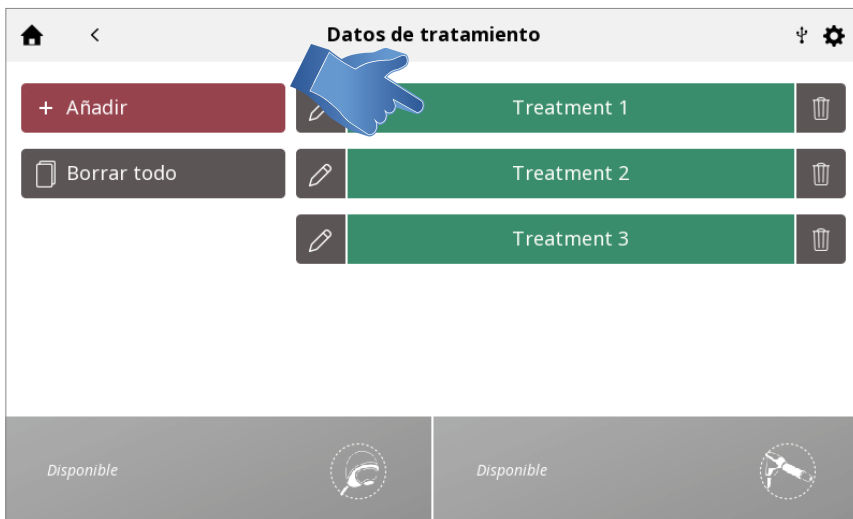 Datos de tratamiento
+ Añadir
Treatment 1
Borrar todo
Treatment 2
Treatment 3
Disponible
Disponible